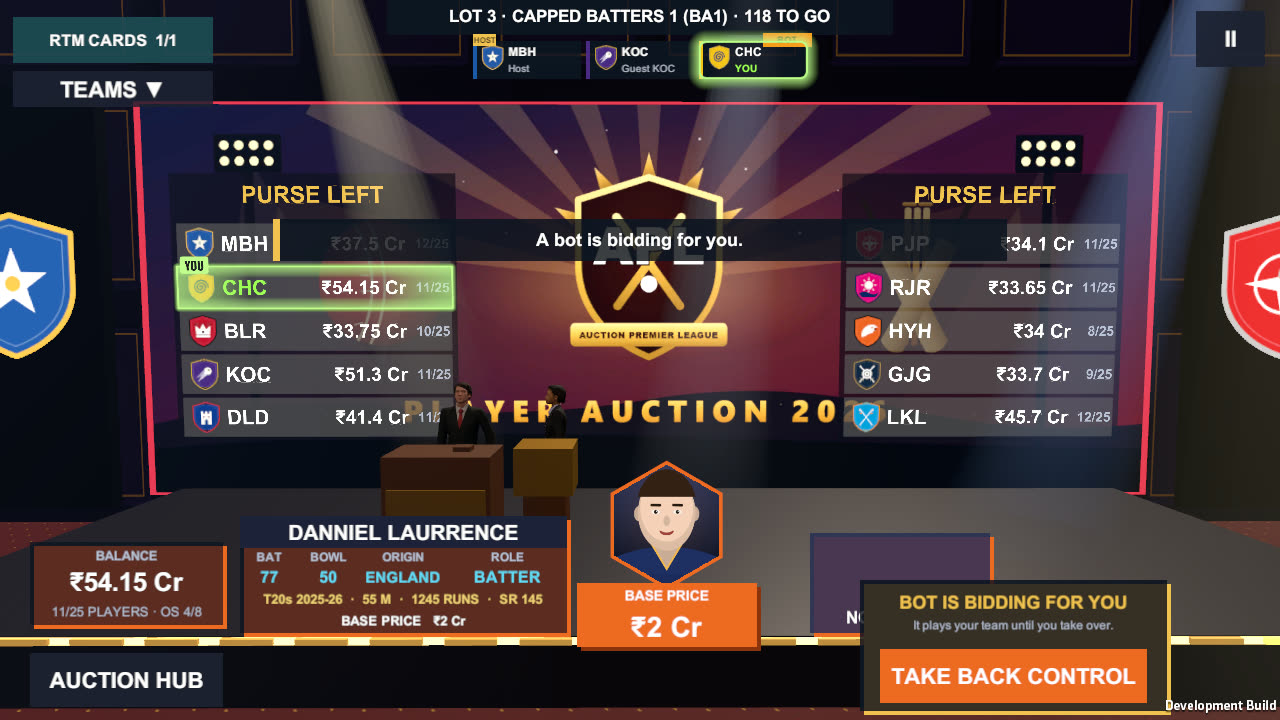 LOT 3 · CAPPED BATTERS 1 (BA1) · 118 TO GO
RTM CARDS 1/1
TEAMS ▼
HOST
MBH
Host
KOC
Guest KOC
BOT
CHC
YOU
PURSE LEFT
MBH ₹37.5 Cr 12/25
YOU
CHC ₹54.15 Cr 11/25
BLR ₹33.75 Cr 10/25
KOC ₹51.3 Cr 11/25
DLD ₹41.4 Cr
A bot is bidding for you.
APL
AUCTION PREMIER LEAGUE
PLAYER AUCTION
PURSE LEFT
PJP ₹34.1 Cr 11/25
RJR ₹33.65 Cr 11/25
HYH ₹34 Cr 8/25
GJG ₹33.7 Cr 9/25
LKL ₹45.7 Cr 12/25
BALANCE
₹54.15 Cr
11/25 PLAYERS · OS 4/8
DANNIEL LAURRENCE
BAT BOWL ORIGIN ROLE
77 50 ENGLAND BATTER
T20s 2025-26 · 55 M · 1245 RUNS · SR 145
BASE PRICE ₹2 Cr
BASE PRICE
₹2 Cr
BOT IS BIDDING FOR YOU
It plays your team until you take over.
TAKE BACK CONTROL
AUCTION HUB
Development Build